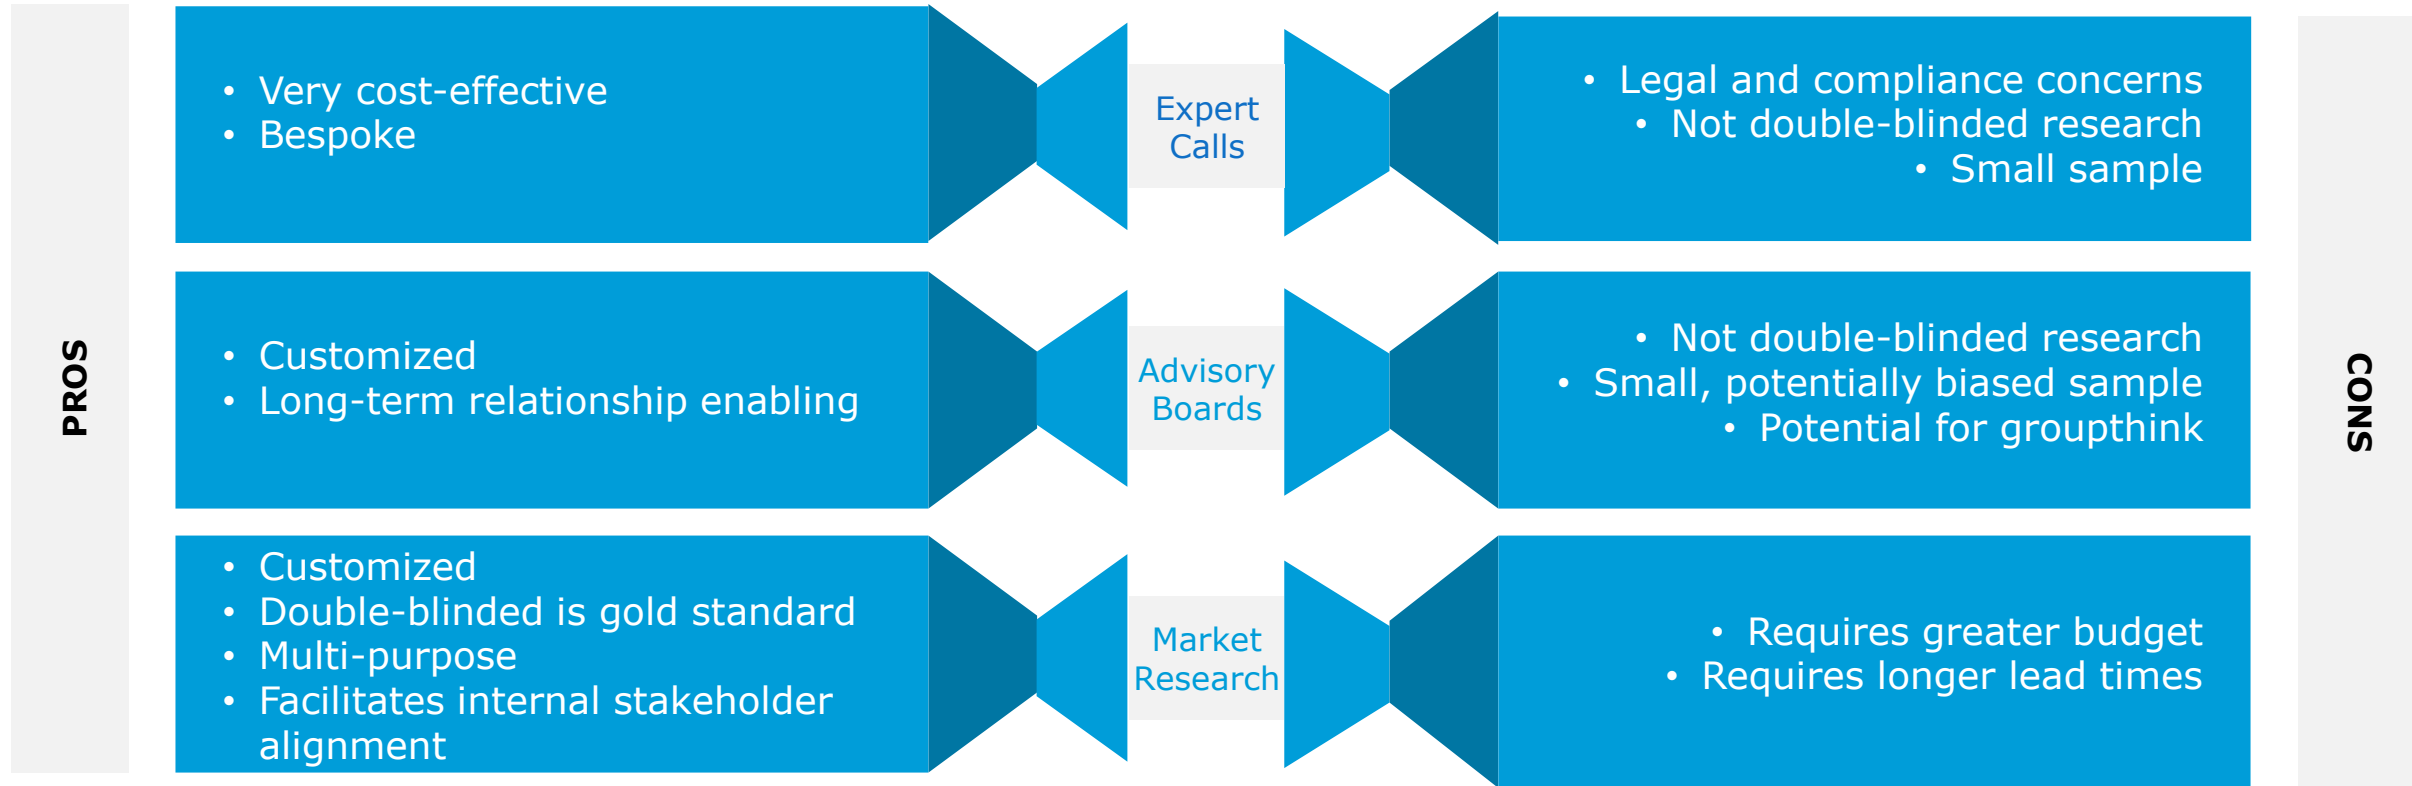 PROS
• Very cost-effective
• Bespoke
Expert
Calls
• Legal and compliance concerns
• Not double-blinded research
• Small sample
• Customized
• Long-term relationship enabling
Advisory
Boards
• Not double-blinded research
• Small, potentially biased sample
• Potential for groupthink
• Customized
• Double-blinded is gold standard
• Multi-purpose
• Facilitates internal stakeholder
alignment
Market
Research
• Requires greater budget
• Requires longer lead times
CONS